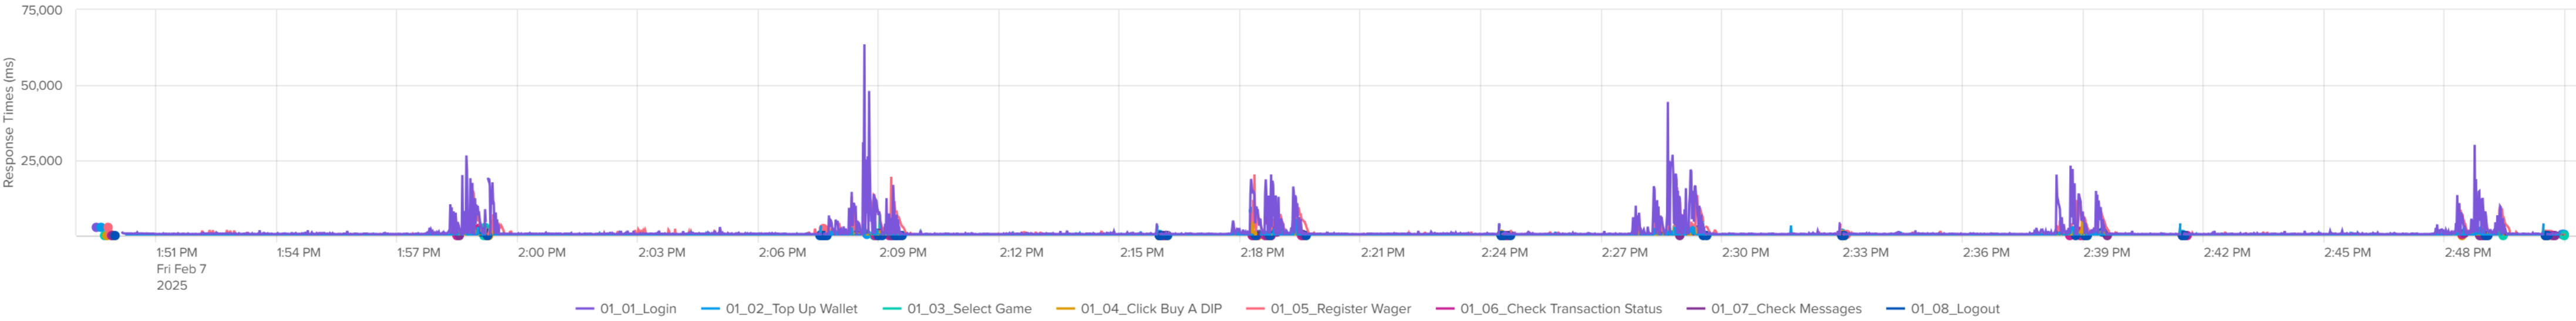 75,000
50,000
25,000
Response Times (ms)
1:51 PM 1:54 PM 1:57 PM 2:00 PM 2:03 PM 2:06 PM 2:09 PM 2:12 PM 2:15 PM 2:18 PM 2:21 PM 2:24 PM 2:27 PM 2:30 PM 2:33 PM 2:36 PM 2:39 PM 2:42 PM 2:45 PM 2:48 PM
Fri Feb 7
2025
01_01_Login 01_02_Top Up Wallet 01_03_Select Game 01_04_Click Buy A DIP 01_05_Register Wager 01_06_Check Transaction Status 01_07_Check Messages 01_08_Logout